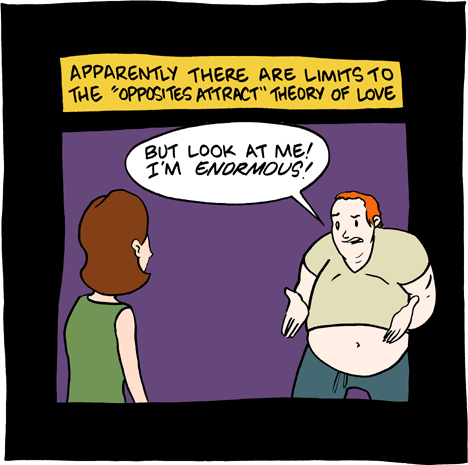 APPARENTLY THERE ARE LIMITS TO
THE "OPPOSITES ATTRACT" THEORY OF LOVE
BUT LOOK AT ME!
I'M ENORMOUS!